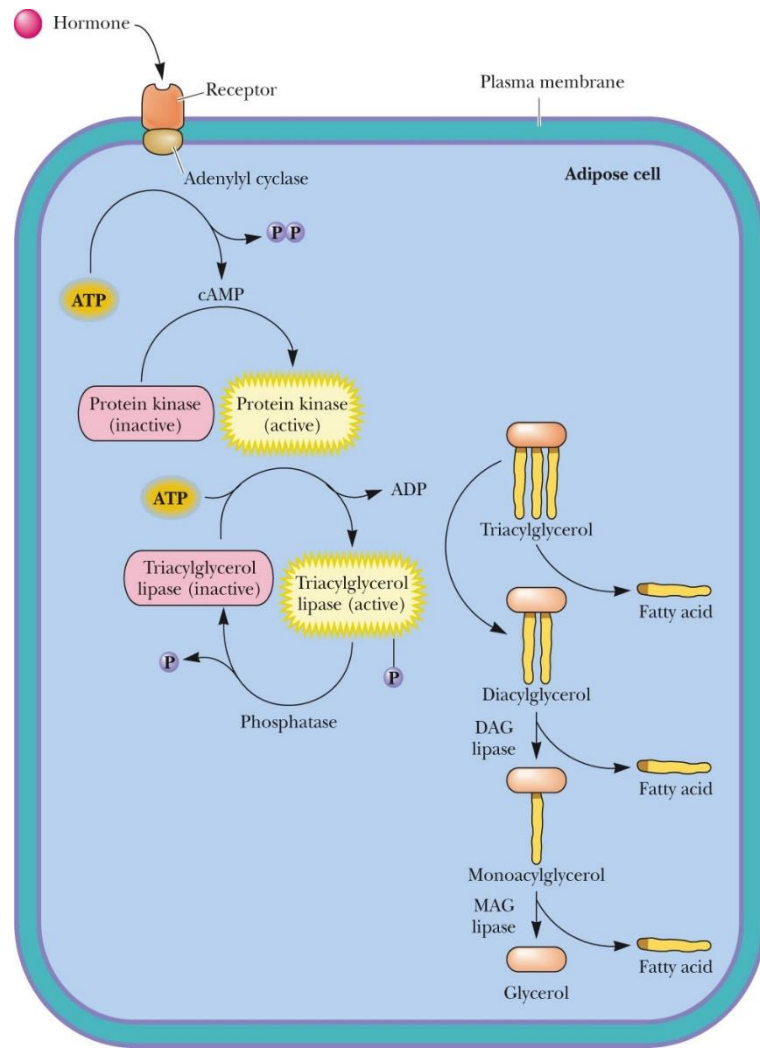 Hormone
Receptor
Plasma membrane
Adenylyl cyclase
Adipose cell
P P
ATP
cAMP
Protein kinase
(inactive)
Protein kinase
(active)
ATP
ADP
Triacylglycerol
lipase (inactive)
Triacylglycerol
lipase (active)
P
P
Phosphatase
Triacylglycerol
Fatty acid
Diacylglycerol
DAG
lipase
Fatty acid
Monoacylglycerol
MAG
lipase
Fatty acid
Glycerol